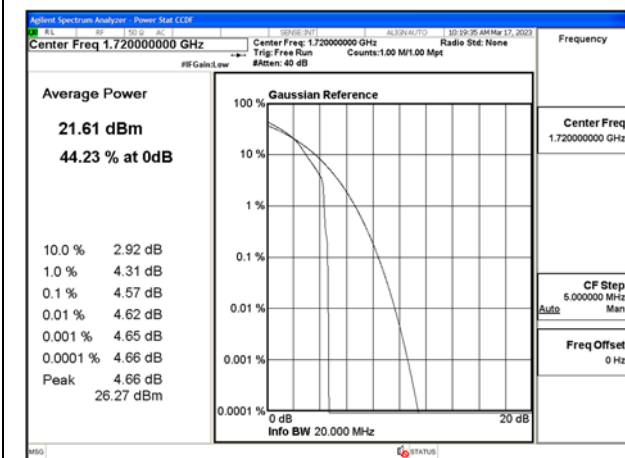 Agilent Spectrum Analyzer - Power Stat CCDF
RL RF 50 Ω AC SENSE:INT ALIGN AUTO 10:19:35 AM Mar 17, 2023
Center Freq 1.720000000 GHz
Center Freq: 1.720000000 GHz Radio Std: None
Trig: Free Run Counts:1.00 M/1.00 Mpt
#IFGain:Low #Atten: 40 dB
Frequency
Average Power
21.61 dBm
44.23 % at 0dB
10.0 % 2.92 dB
1.0 % 4.31 dB
0.1 % 4.57 dB
0.01 % 4.62 dB
0.001 % 4.65 dB
0.0001 % 4.66 dB
Peak 4.66 dB
26.27 dBm
Gaussian Reference
100 %
10 %
1 %
0.1 %
0.01 %
0.001 %
0.0001 %
0 dB 20 dB
Info BW 20.000 MHz
Center Freq
1.720000000 GHz
CF Step
5.000000 MHz
Auto Man
Freq Offset
0 Hz
MSG STATUS